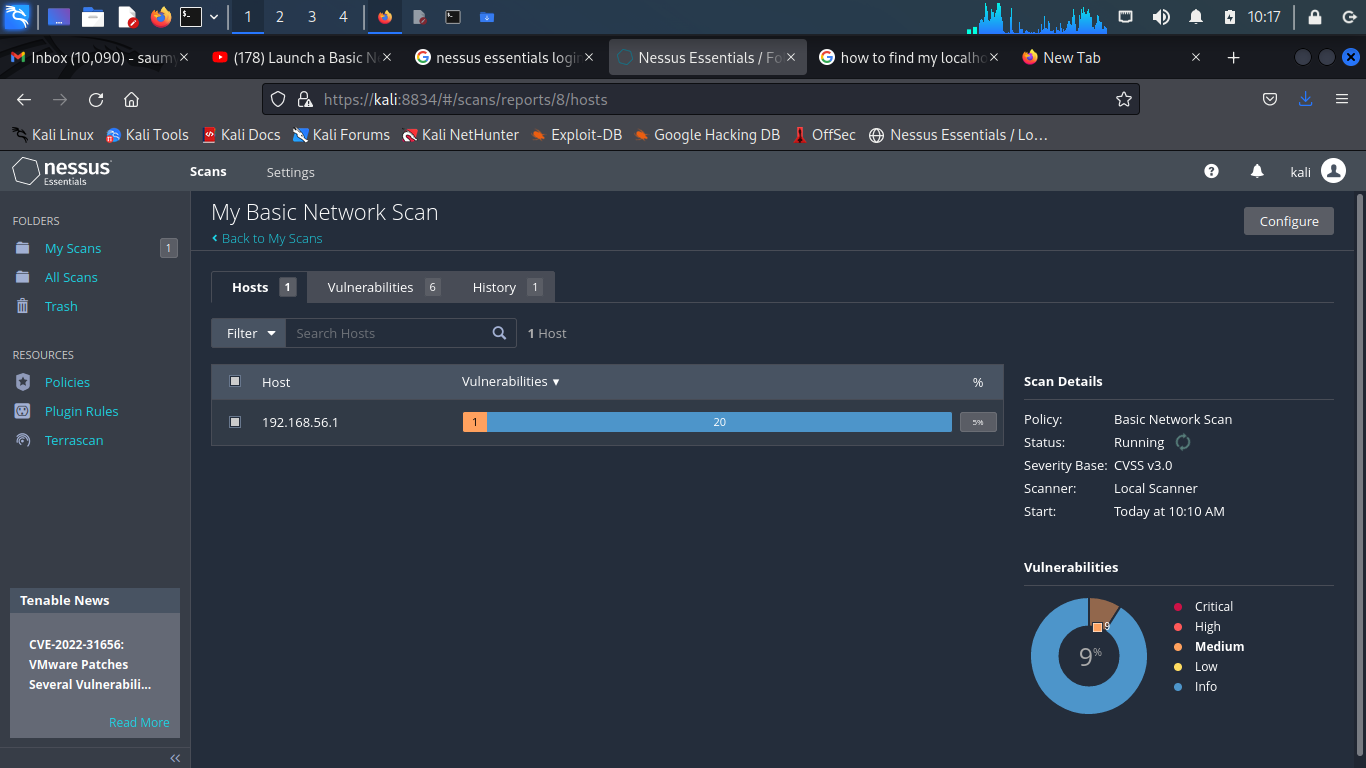 1 2 3 4 10:17
Inbox (10,090) - saumy
(178) Launch a Basic N
nessus essentials login
Nessus Essentials / Fo
how to find my localho
New Tab
https://kali:8834/#/scans/reports/8/hosts
Kali Linux Kali Tools Kali Docs Kali Forums Kali NetHunter Exploit-DB Google Hacking DB OffSec Nessus Essentials / Lo...
nessus
Essentials
Scans Settings kali
FOLDERS
My Scans 1
All Scans
Trash
RESOURCES
Policies
Plugin Rules
Terrascan
Tenable News
CVE-2022-31656:
VMware Patches
Several Vulnerabili...
Read More
My Basic Network Scan
Back to My Scans
Configure
Hosts 1 Vulnerabilities 6 History 1
Filter Search Hosts 1 Host
Host Vulnerabilities %
192.168.56.1 1 20 5%
Scan Details
Policy: Basic Network Scan
Status: Running
Severity Base: CVSS v3.0
Scanner: Local Scanner
Start: Today at 10:10 AM
Vulnerabilities
9
9%
Critical
High
Medium
Low
Info